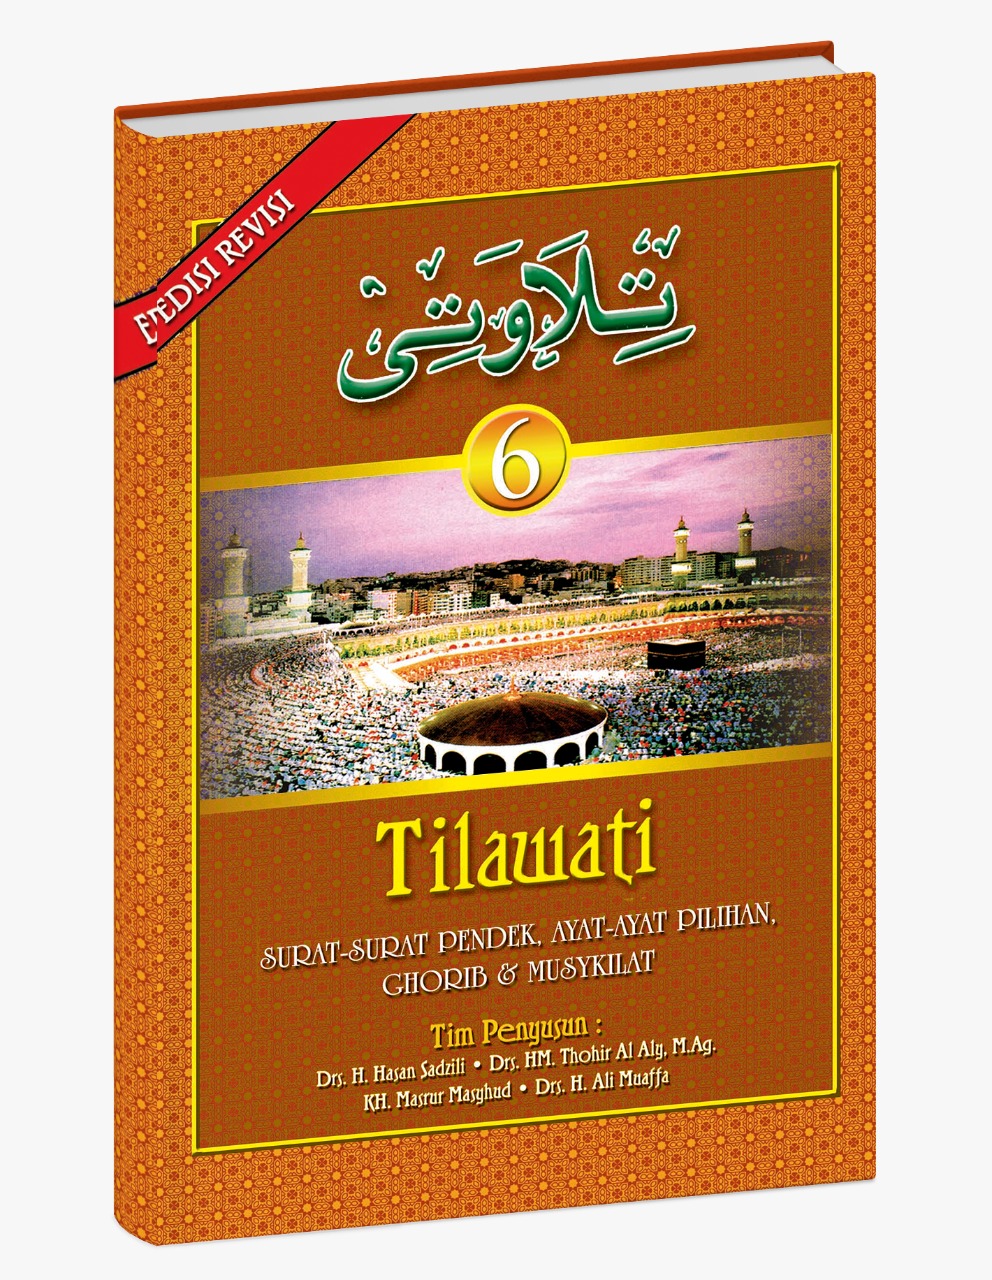 EDISI REVISI
تِلَاوَتِىْ
6
Tilawati
SURAT-SURAT PENDEK, AYAT-AYAT PILIHAN,
GHORIB & MUSYKILAT
Tim Penyusun :
Drs. H. Hasan Sadzili • Drs. HM. Thohir Al Aly, M.Ag.
KH. Masrur Masyhud • Drs. H. Ali Muaffa